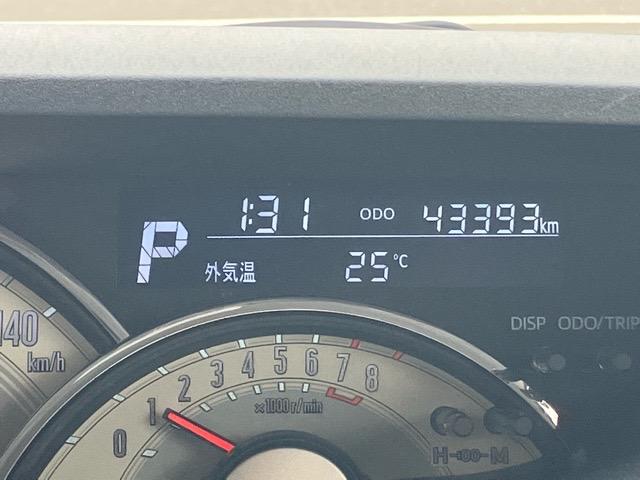 1:31 ODO 43393km
P
外気温 25℃
DISP ODO/TRIP
140
km/h
0 1 2 3 4 5 6 7 8
×1000r/min